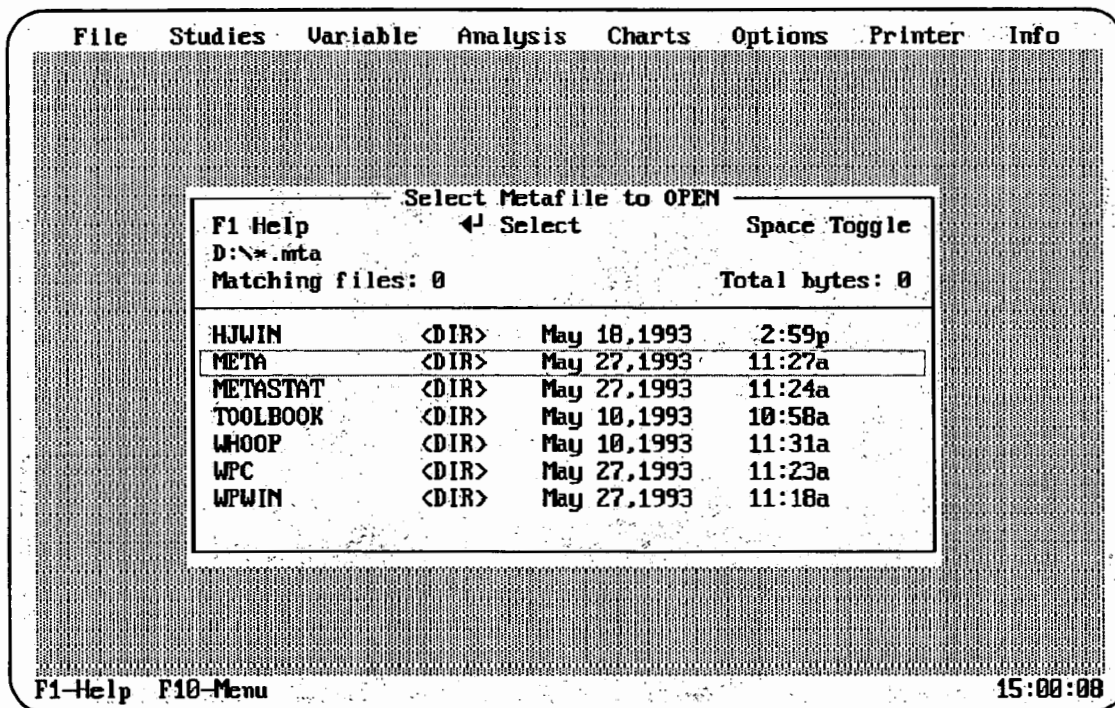 File Studies Variable Analysis Charts Options Printer Info
Select Metafile to OPEN
F1 Help ↵ Select Space Toggle
D:\*.mta
Matching files: 0 Total bytes: 0
HJWIN <DIR> May 18,1993 2:59p
META <DIR> May 27,1993 11:27a
METASTAT <DIR> May 27,1993 11:24a
TOOLBOOK <DIR> May 10,1993 10:58a
WHOOP <DIR> May 10,1993 11:31a
WPC <DIR> May 27,1993 11:23a
WPWIN <DIR> May 27,1993 11:18a
F1-Help F10-Menu 15:00:08